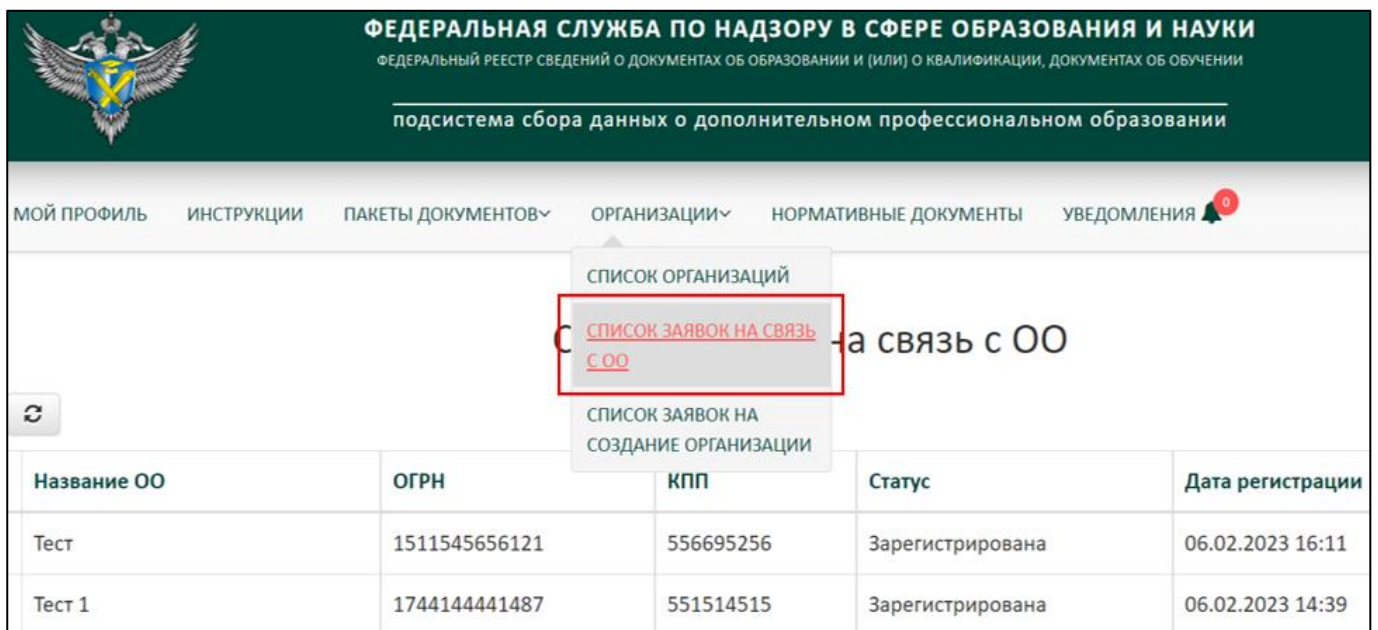 ФЕДЕРАЛЬНАЯ СЛУЖБА ПО НАДЗОРУ В СФЕРЕ ОБРАЗОВАНИЯ И НАУКИ
ФЕДЕРАЛЬНЫЙ РЕЕСТР СВЕДЕНИЙ О ДОКУМЕНТАХ ОБ ОБРАЗОВАНИИ И (ИЛИ) О КВАЛИФИКАЦИИ, ДОКУМЕНТАХ ОБ ОБУЧЕНИИ
подсистема сбора данных о дополнительном профессиональном образовании
МОЙ ПРОФИЛЬ ИНСТРУКЦИИ ПАКЕТЫ ДОКУМЕНТОВ ОРГАНИЗАЦИИ НОРМАТИВНЫЕ ДОКУМЕНТЫ УВЕДОМЛЕНИЯ 0
СПИСОК ОРГАНИЗАЦИЙ
СПИСОК ЗАЯВОК НА СВЯЗЬ
С ОО
на связь с ОО
СПИСОК ЗАЯВОК НА
СОЗДАНИЕ ОРГАНИЗАЦИИ
Название ОО ОГРН КПП Статус Дата регистрации
Тест 1511545656121 556695256 Зарегистрирована 06.02.2023 16:11
Тест 1 1744144441487 551514515 Зарегистрирована 06.02.2023 14:39